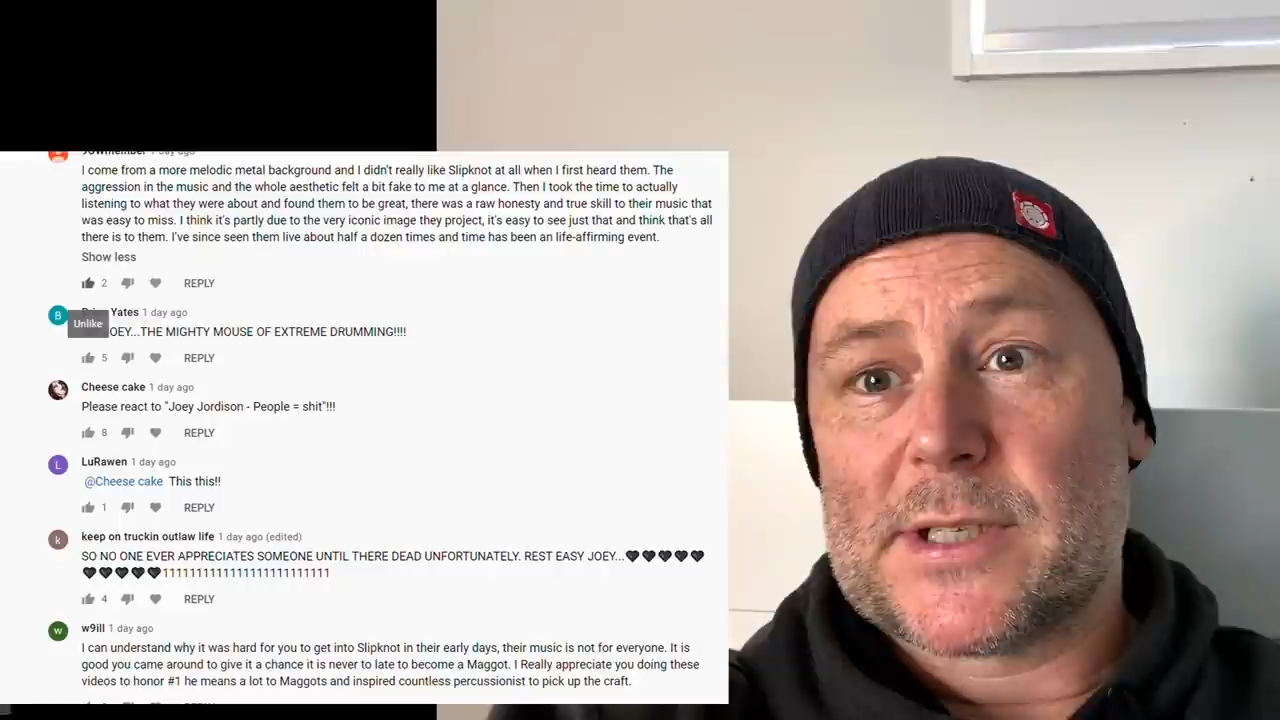 1 day ago
I come from a more melodic metal background and I didn't really like Slipknot at all when I first heard them. The
aggression in the music and the whole aesthetic felt a bit fake to me at a glance. Then I took the time to actually
listening to what they were about and found them to be great, there was a raw honesty and true skill to their music that
was easy to miss. I think it's partly due to the very iconic image they project, it's easy to see just that and think that's all
there is to them. I've since seen them live about half a dozen times and time has been an life-affirming event.
Show less
2 REPLY
B Yates 1 day ago
Unlike OEY...THE MIGHTY MOUSE OF EXTREME DRUMMING!!!!
5 REPLY
Cheese cake 1 day ago
Please react to "Joey Jordison - People = shit"!!!
8 REPLY
L LuRawen 1 day ago
@Cheese cake This this!!
1 REPLY
k keep on truckin outlaw life 1 day ago (edited)
SO NO ONE EVER APPRECIATES SOMEONE UNTIL THERE DEAD UNFORTUNATELY. REST EASY JOEY...🖤🖤🖤🖤🖤
🖤🖤🖤🖤🖤1111111111111111111111111
4 REPLY
w w9ill 1 day ago
I can understand why it was hard for you to get into Slipknot in their early days, their music is not for everyone. It is
good you came around to give it a chance it is never to late to become a Maggot. I Really appreciate you doing these
videos to honor #1 he means a lot to Maggots and inspired countless percussionist to pick up the craft.